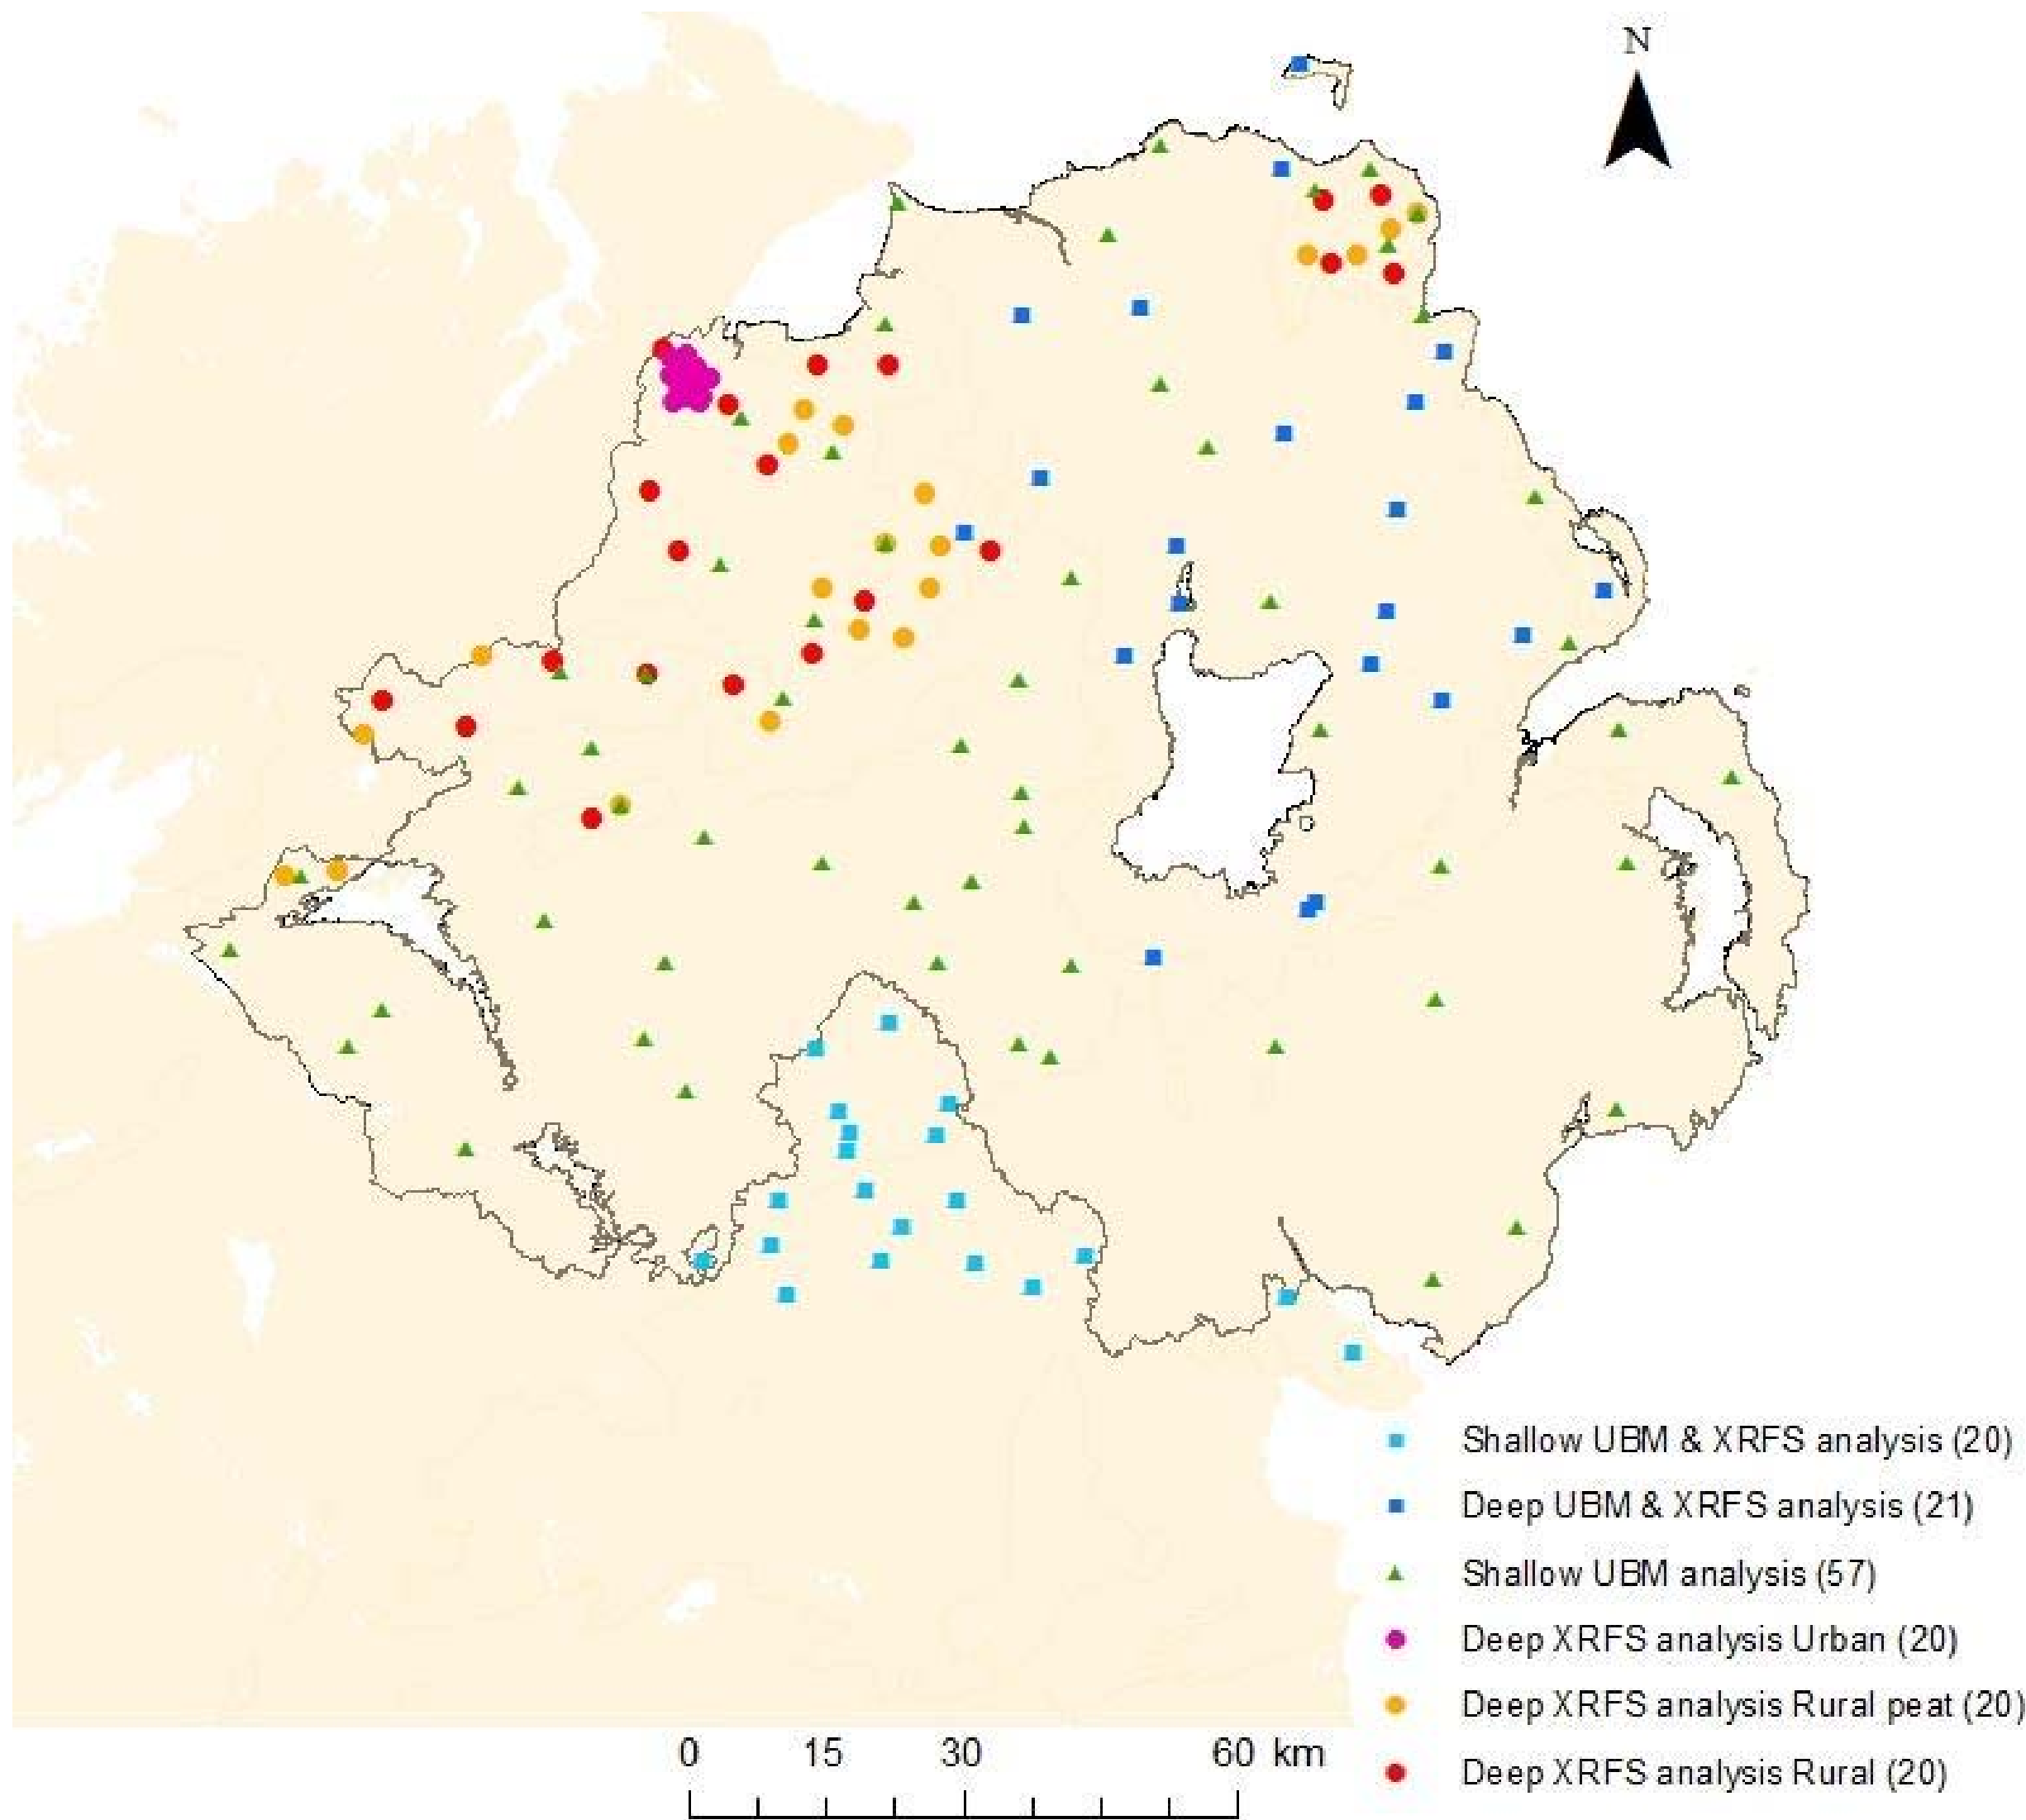 N
Shallow UBM & XRFS analysis (20)
Deep UBM & XRFS analysis (21)
Shallow UBM analysis (57)
Deep XRFS analysis Urban (20)
Deep XRFS analysis Rural peat (20)
Deep XRFS analysis Rural (20)
0 15 30 60 km